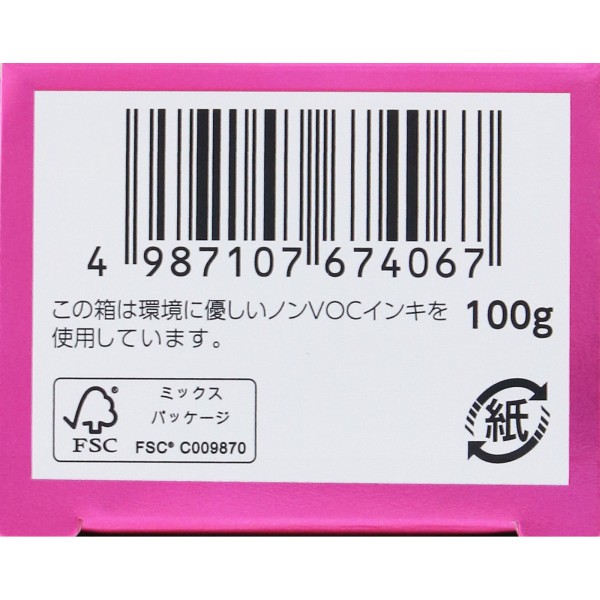 4 987107 674067
この箱は環境に優しいノンVOCインキを
使用しています。
100g
FSC
ミックス
パッケージ
FSC® C009870
紙